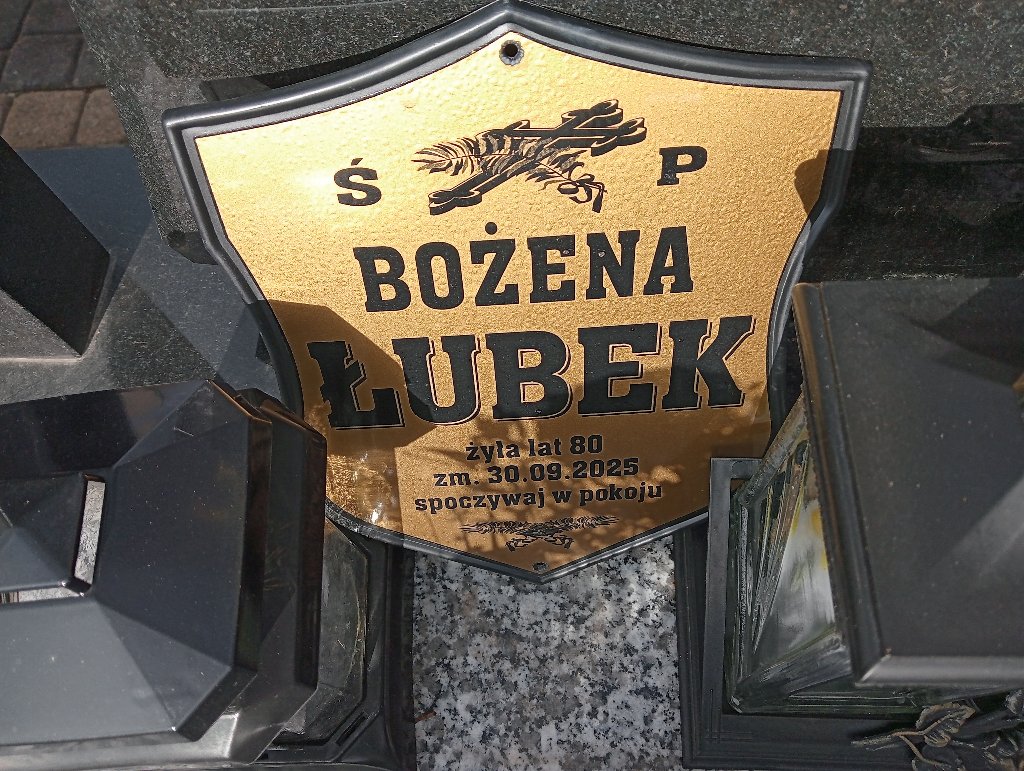 Ś P
BOŻENA
ŁUBEK
żyła lat 80
zm. 30.09.2025
spoczywaj w pokoju